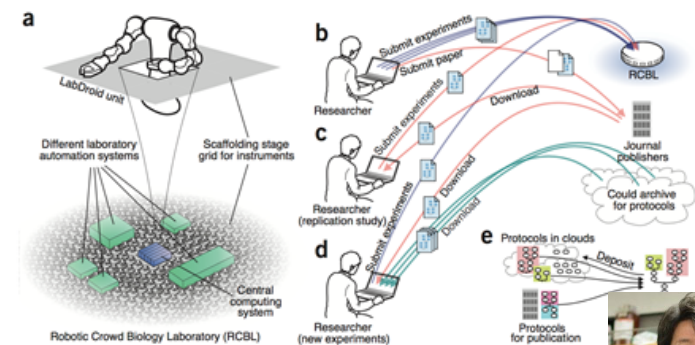 a
LabDroid unit
Different laboratory
automation systems
Scaffolding stage
grid for instruments
Central
computing
system
Robotic Crowd Biology Laboratory (RCBL)
b
Submit experiments
Submit paper
RCBL
Researcher
c
Submit experiments
Download
Journal
publishers
Researcher
(replication study)
Could archive
for protocols
d
Submit experiments
Download
Download
Researcher
(new experiments)
e
Protocols in clouds
Deposit
Protocols
for publication